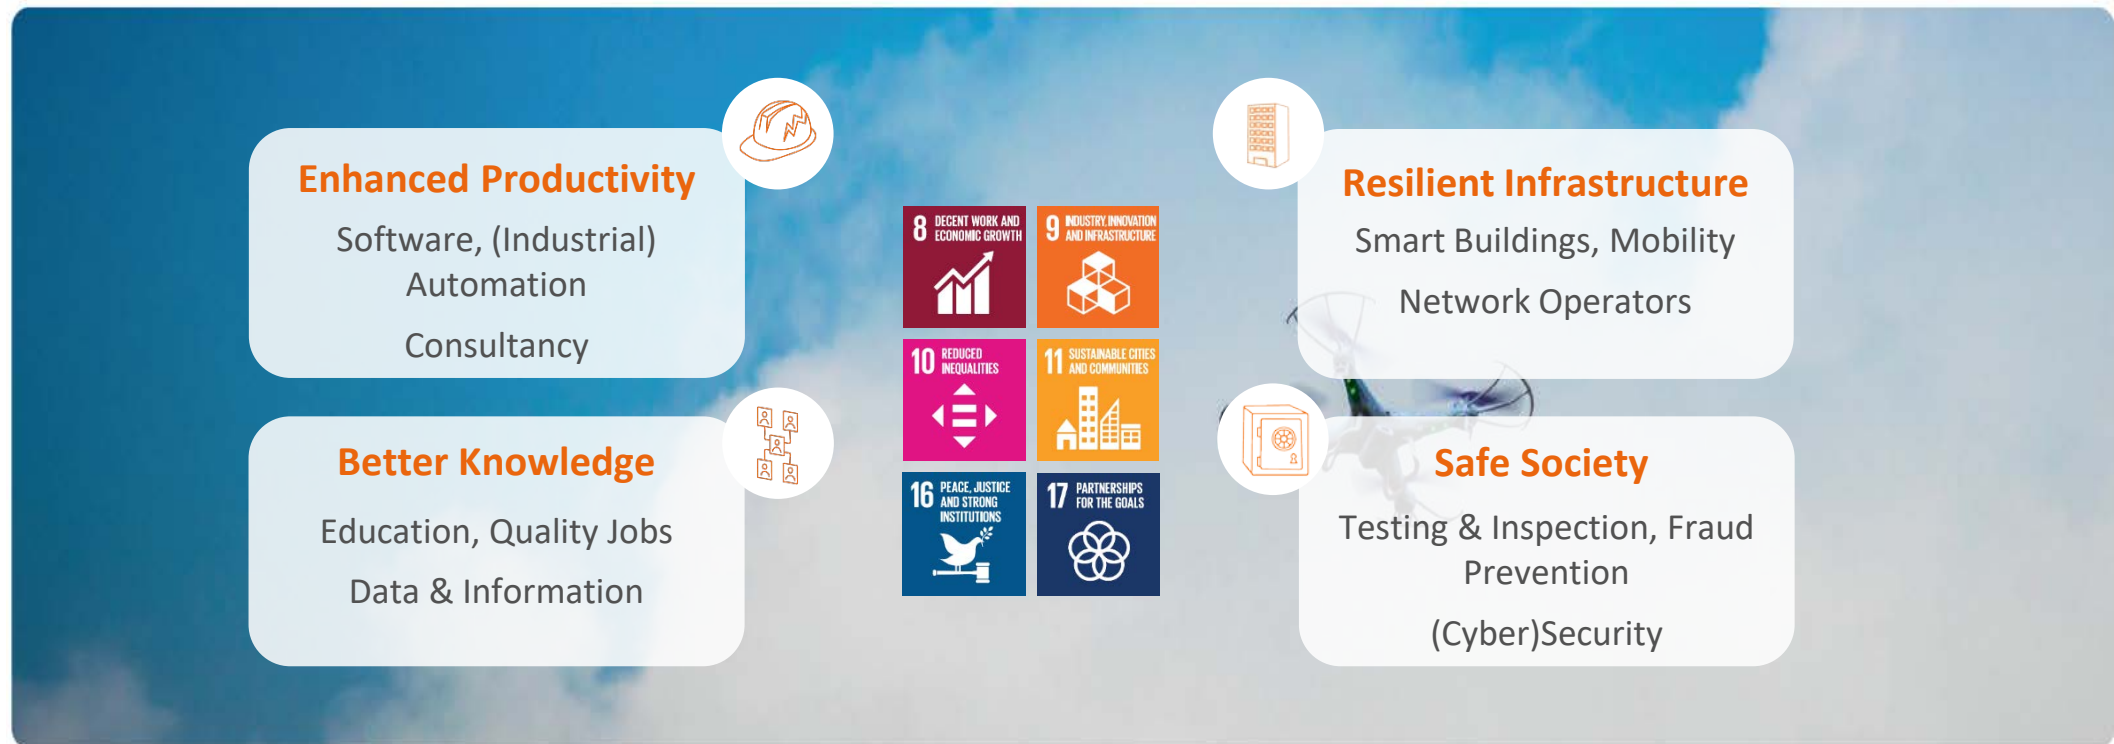 Enhanced Productivity
Software, (Industrial)
Automation
Consultancy
Better Knowledge
Education, Quality Jobs
Data & Information
8 DECENT WORK AND
ECONOMIC GROWTH
9 INDUSTRY, INNOVATION
AND INFRASTRUCTURE
10 REDUCED
INEQUALITIES
11 SUSTAINABLE CITIES
AND COMMUNITIES
16 PEACE, JUSTICE
AND STRONG
INSTITUTIONS
17 PARTNERSHIPS
FOR THE GOALS
Resilient Infrastructure
Smart Buildings, Mobility
Network Operators
Safe Society
Testing & Inspection, Fraud
Prevention
(Cyber)Security